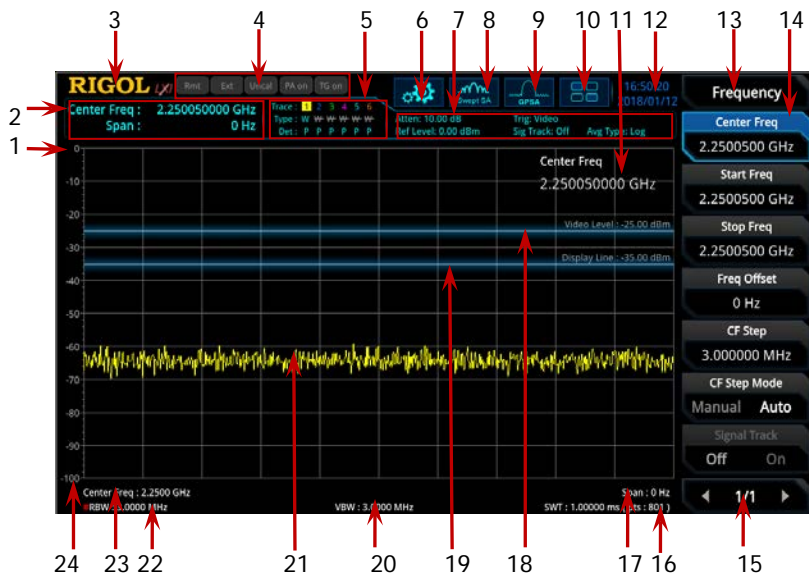 3 4 5 6 7 8 9 10 11 12 13 14
RIGOL LXI Rmt Ext Uncal PA on TG on
Swept SA GPSA
16:50:20
2018/01/12
Frequency
2
Center Freq : 2.250050000 GHz
Span : 0 Hz
Trace : 1 2 3 4 5 6
Type : W W W W W W
Det : P P P P P P
Atten: 10.00 dB Trig: Video
Ref Level: 0.00 dBm Sig Track: Off Avg Type: Log
1
0
-10
-20
-30
-40
-50
-60
-70
-80
-90
-100
Center Freq
2.250050000 GHz
Video Level : -25.00 dBm
Display Line : -35.00 dBm
Center Freq
2.2500500 GHz
Start Freq
2.2500500 GHz
Stop Freq
2.2500500 GHz
Freq Offset
0 Hz
CF Step
3.000000 MHz
CF Step Mode
Manual Auto
Signal Track
Off On
1/1
Center Freq : 2.2500 GHz Span : 0 Hz
VBW : 3.0000 MHz SWT : 1.00000 ms
801 )
24 23 22 21 20 19 18 17 16 15